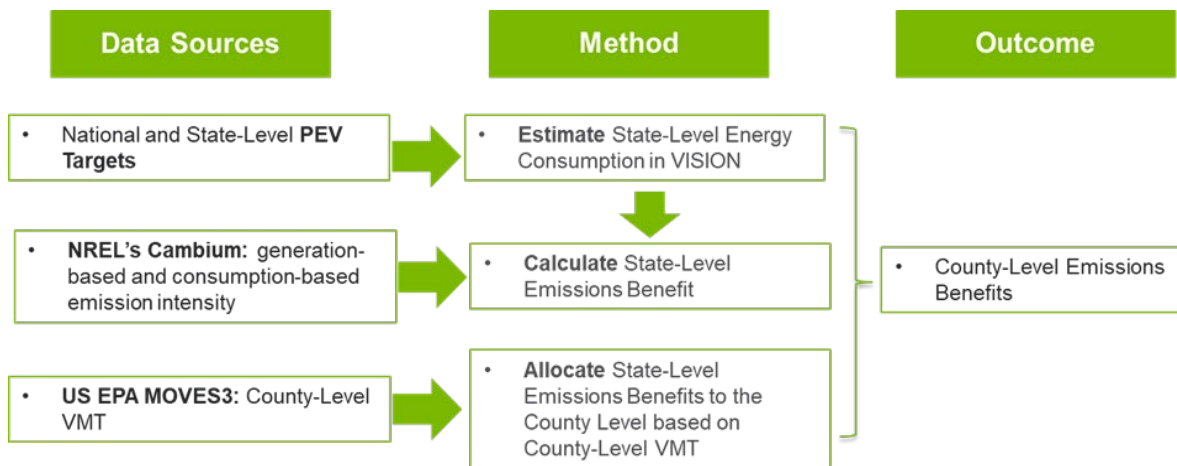 Data Sources
Method
Outcome
• National and State-Level PEV
Targets
• Estimate State-Level Energy
Consumption in VISION
• NREL's Cambium: generation-
based and consumption-based
emission intensity
• Calculate State-Level
Emissions Benefit
• County-Level Emissions
Benefits
• US EPA MOVES3: County-Level
VMT
• Allocate State-Level
Emissions Benefits to the
County Level based on
County-Level VMT